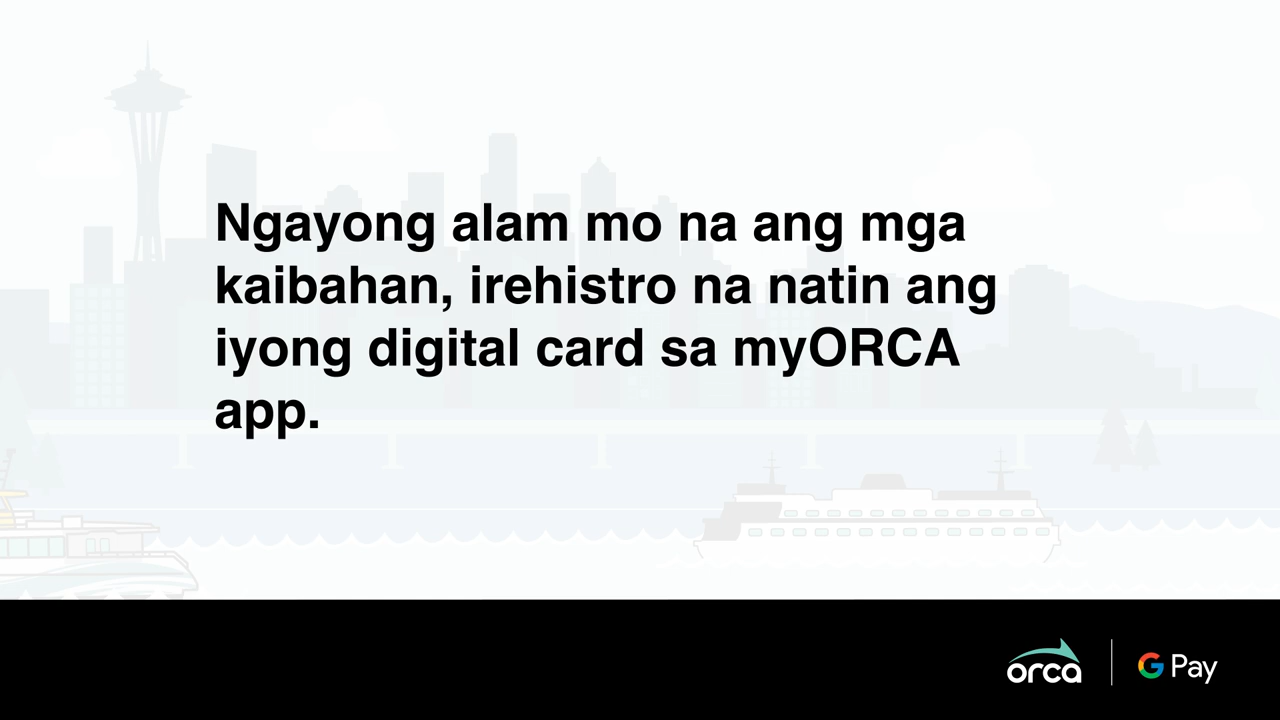 Ngayong alam mo na ang mga
kaibahan, irehistro na natin ang
iyong digital card sa myORCA
app.
orca
G Pay